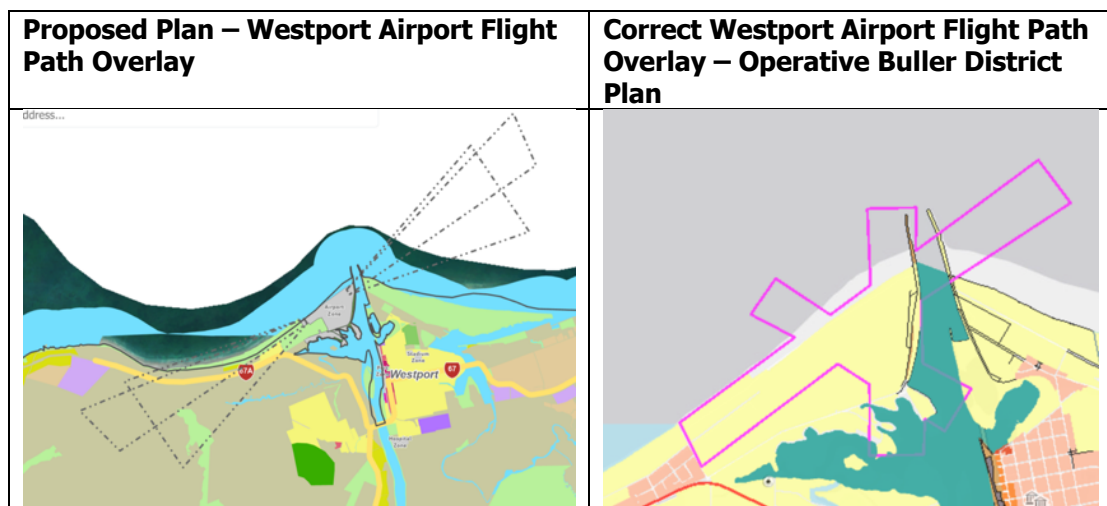 Proposed Plan – Westport Airport Flight
Path Overlay
Correct Westport Airport Flight Path
Overlay – Operative Buller District
Plan
ddress...
Airport
Zone
Stadium
Zone
67A
Westport
67
Zone